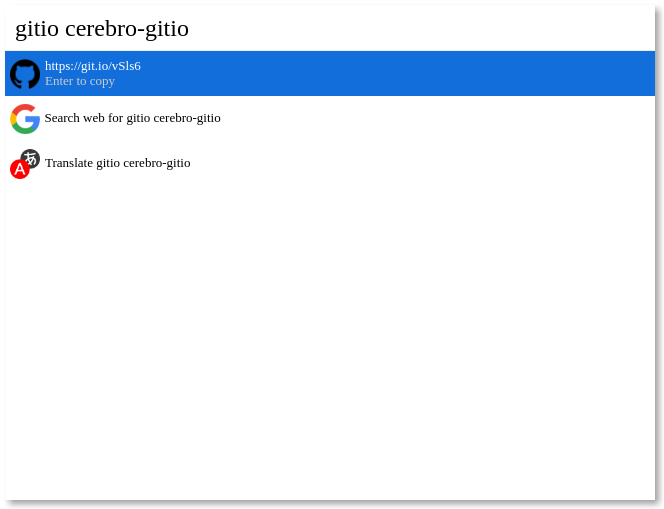 gitio cerebro-gitio
https://git.io/vSls6
Enter to copy
Search web for gitio cerebro-gitio
あ
A
Translate gitio cerebro-gitio